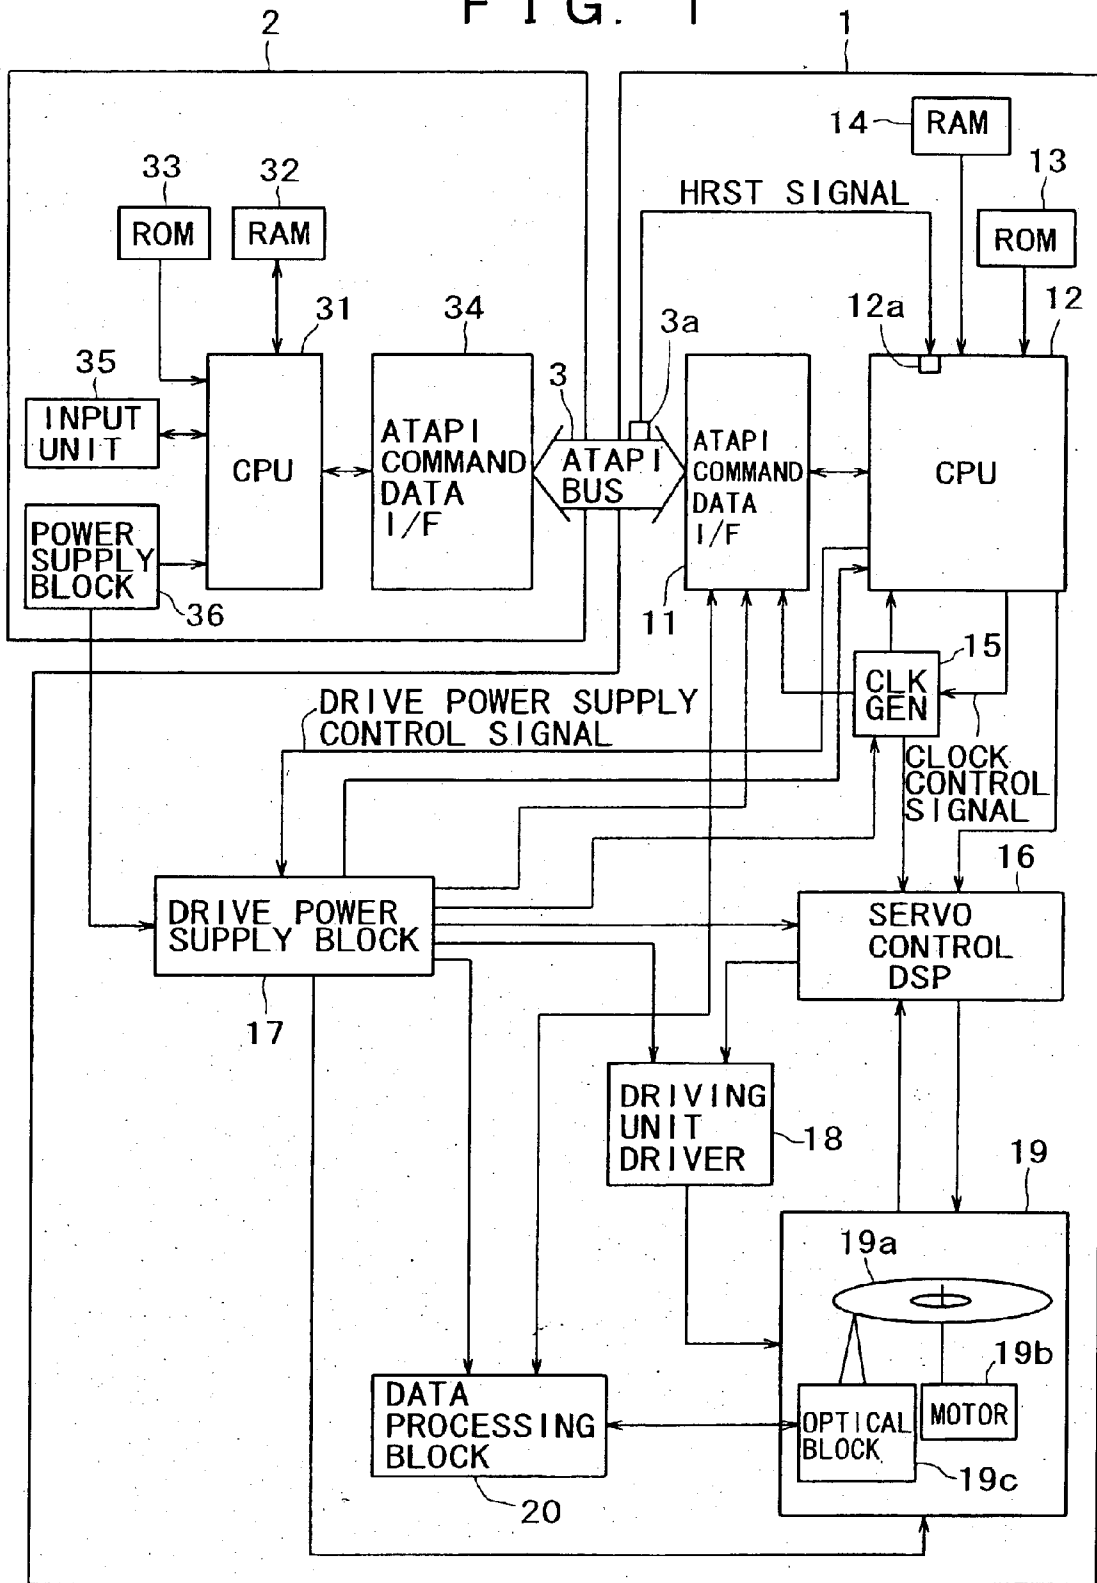 FIG. 1
2
1
14
RAM
33
32
HRST SIGNAL
13
ROM
RAM
ROM
31
34
3a
12a
12
35
3
INPUT
UNIT
CPU
ATAPI
COMMAND
DATA
I/F
ATAPI
BUS
ATAPI
COMMAND
DATA
I/F
CPU
POWER
SUPPLY
BLOCK
36
11
15
CLK
GEN
DRIVE POWER SUPPLY
CONTROL SIGNAL
CLOCK
CONTROL
SIGNAL
16
DRIVE POWER
SUPPLY BLOCK
SERVO
CONTROL
DSP
17
DRIVING
UNIT
DRIVER
18
19
19a
19b
DATA
PROCESSING
BLOCK
OPTICAL
BLOCK
MOTOR
19c
20